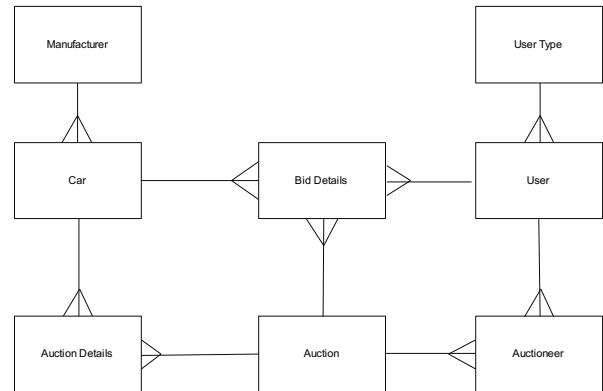 Manufacturer
User Type
Car
Bid Details
User
Auction Details
Auction
Auctioneer